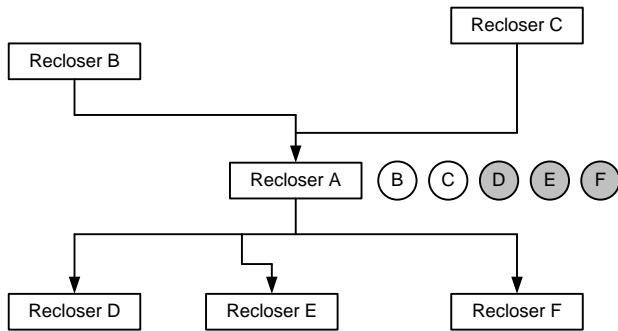 Recloser C
Recloser B
Recloser A
B
C
D
E
F
Recloser D
Recloser E
Recloser F